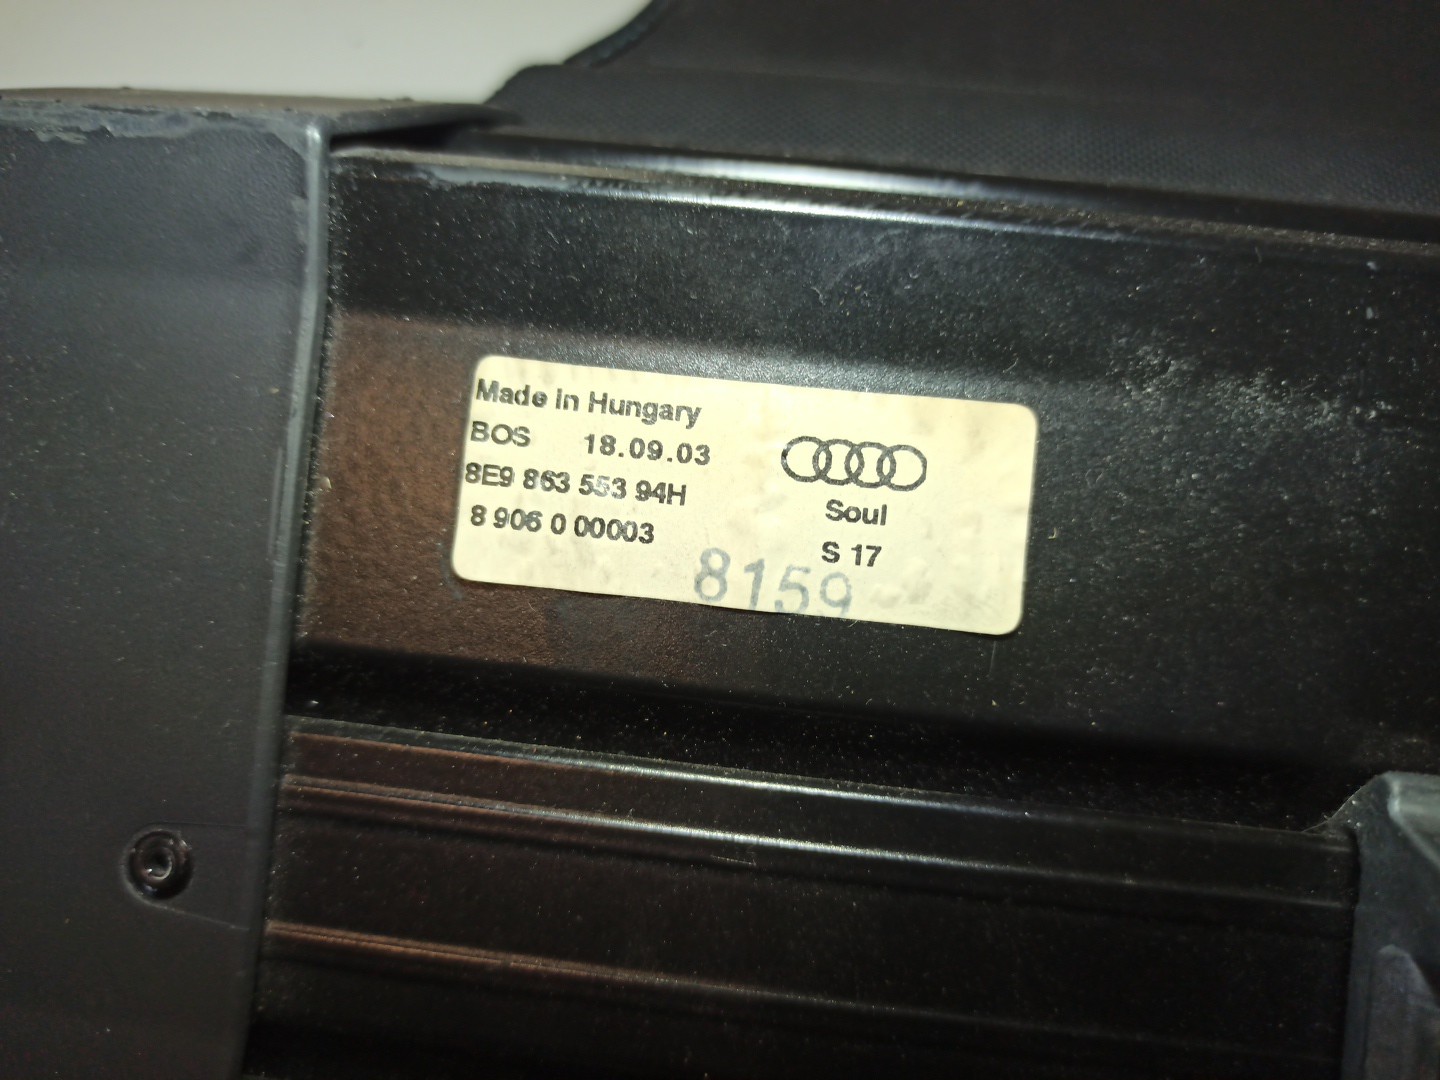 Made in Hungary
BOS 18.09.03
8E9 863 553 94H
8 906 0 00003
Soul
S 17
8159